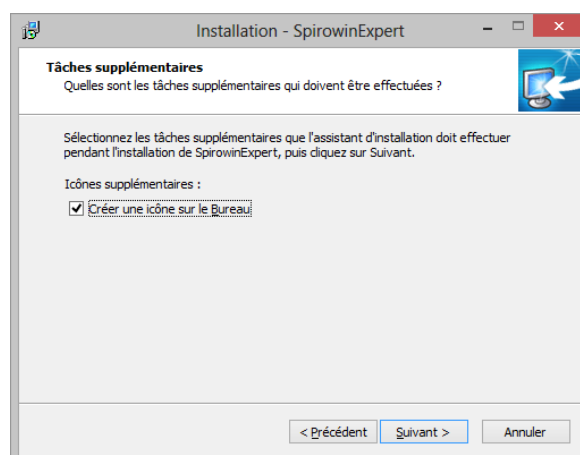 Installation - SpirowinExpert
Tâches supplémentaires
Quelles sont les tâches supplémentaires qui doivent être effectuées ?
Sélectionnez les tâches supplémentaires que l'assistant d'installation doit effectuer
pendant l'installation de SpirowinExpert, puis cliquez sur Suivant.
Icônes supplémentaires :
Créer une icône sur le Bureau
< Précédent
Suivant >
Annuler